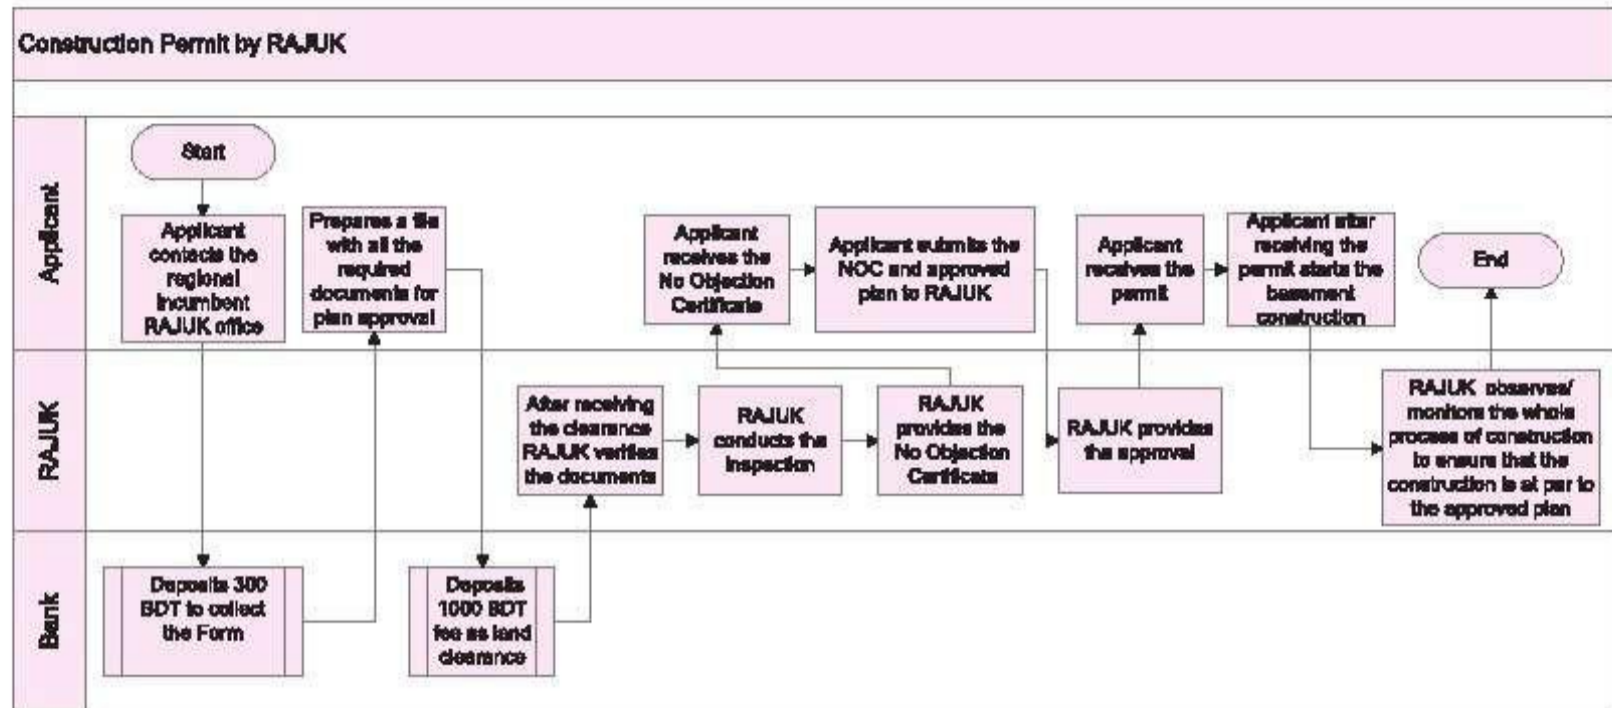 Construction Permit by RAJUK
Applicant
Start
Applicant
contacts the
regional
incumbent
RAJUK office
Prepares a file
with all the
required
documents for
plan approval
Applicant
receives the
No Objection
Certificate
Applicant submits the
NOC and approved
plan to RAJUK
Applicant
receives the
permit
Applicant after
receiving the
permit starts the
basement
construction
End
RAJUK
After receiving
the clearance
RAJUK verifies
the documents
RAJUK
conducts the
Inspection
RAJUK
provides the
No Objection
Certificate
RAJUK provides
the approval
RAJUK observes/
monitors the whole
process of construction
to ensure that the
construction is at par to
the approved plan
Bank
Deposits 300
BDT to collect
the Form
Deposits
1000 BDT
fee as land
clearance